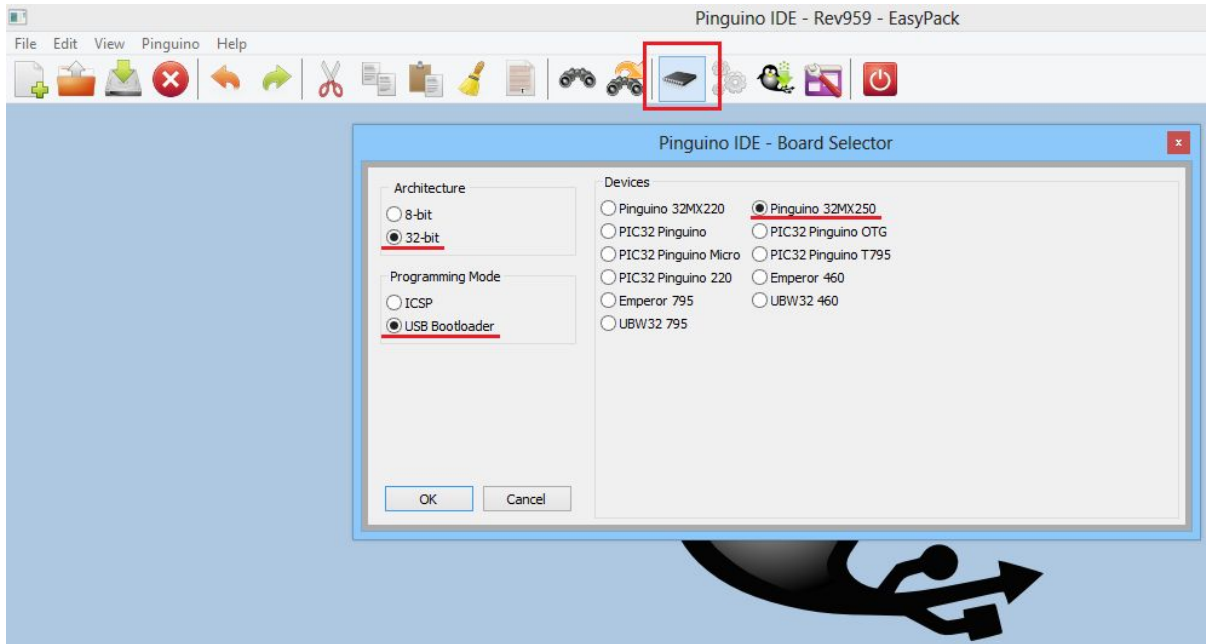 Pinguino IDE - Rev959 - EasyPack
File Edit View Pinguino Help
Pinguino IDE - Board Selector
x
Architecture
8-bit
32-bit
Programming Mode
ICSP
USB Bootloader
Devices
Pinguino 32MX220 Pinguino 32MX250
PIC32 Pinguino PIC32 Pinguino OTG
PIC32 Pinguino Micro PIC32 Pinguino T795
PIC32 Pinguino 220 Emperor 460
Emperor 795 UBW32 460
UBW32 795
OK Cancel